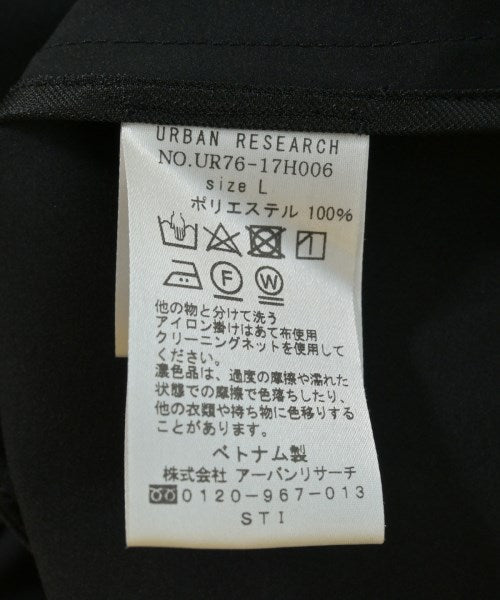 URBAN RESEARCH
NO.UR76-17H006
size L
ポリエステル 100%
F W
他の物と分けて洗う
アイロン掛けはあて布使用
クリーニングネットを使用して
ください。
濃色品は、過度の摩擦や濡れた
状態での摩擦で色落ちしたり、
他の衣類や持ち物に色移りする
ことがあります。
ベトナム製
株式会社 アーバンリサーチ
0120-967-013
STI